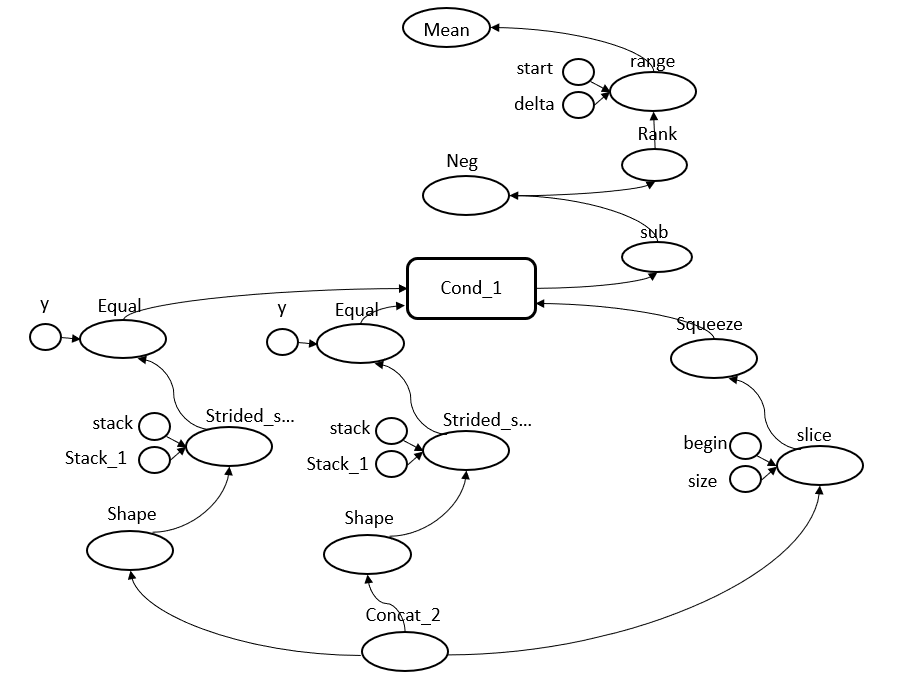 Mean
range
start
delta
Rank
Neg
sub
Cond_1
y
Equal
y
Equal
Squeeze
stack
Strided_s...
Stack_1
stack
Strided_s...
Stack_1
begin
slice
size
Shape
Shape
Concat_2